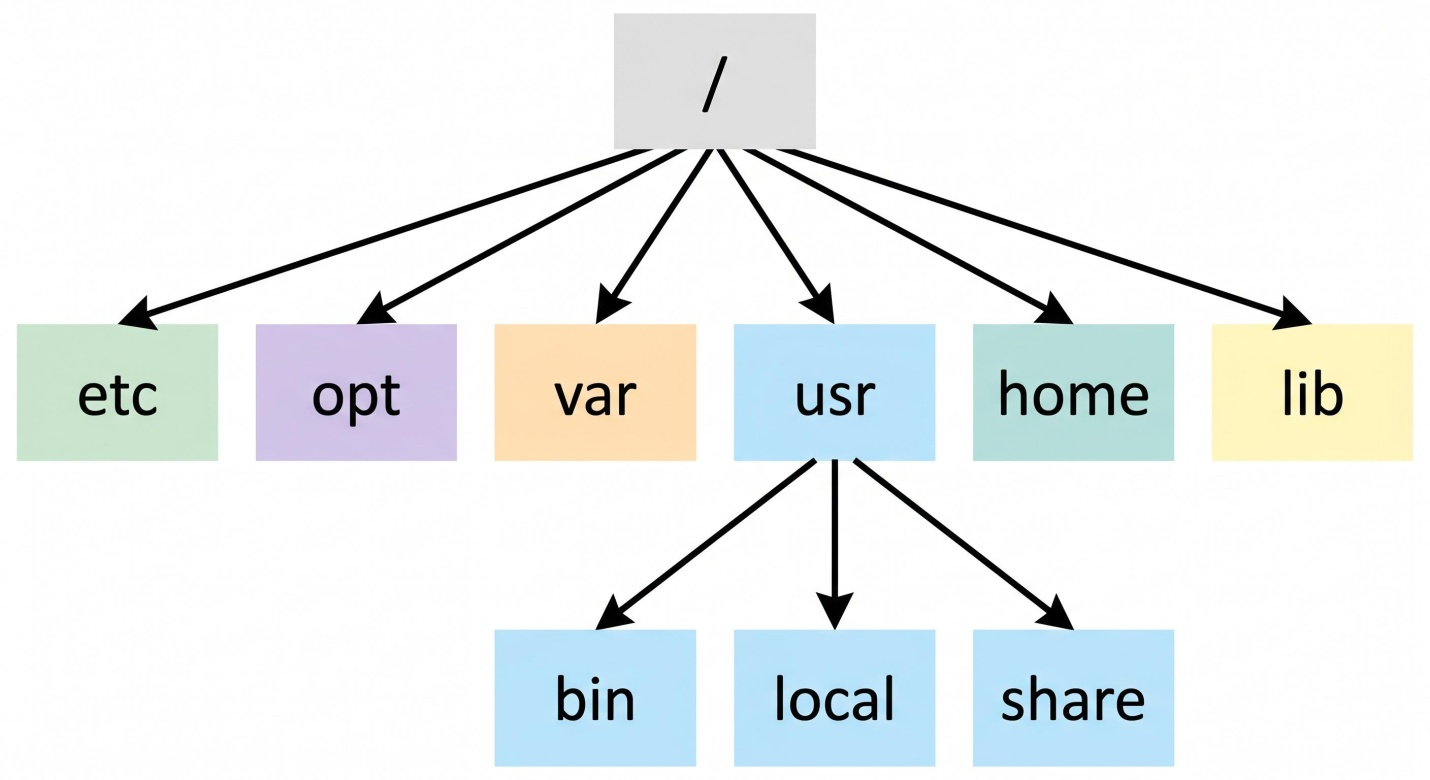 /
etc
opt
var
usr
home
lib
bin
local
share